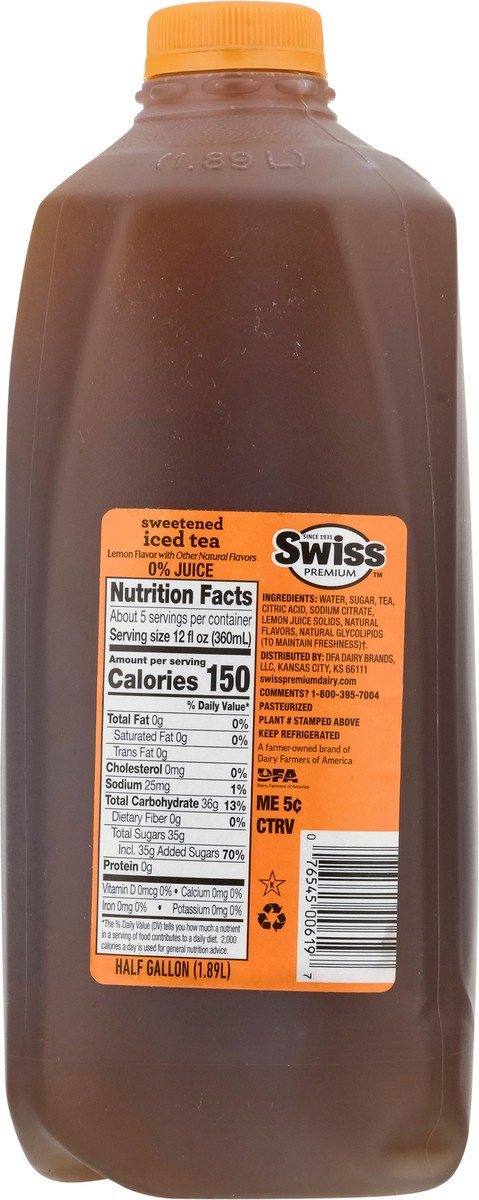 (1.89 L)
sweetened
iced tea
Lemon Flavor with Other Natural Flavors
0% JUICE
Nutrition Facts
About 5 servings per container
Serving size 12 fl oz (360mL)
Amount per serving
Calories 150
% Daily Value*
Total Fat 0g 0%
Saturated Fat 0g 0%
Trans Fat 0g
Cholesterol 0mg 0%
Sodium 25mg 1%
Total Carbohydrate 36g 13%
Dietary Fiber 0g 0%
Total Sugars 35g
Incl. 35g Added Sugars 70%
Protein 0g
Vitamin D 0mcg 0% • Calcium 0mg 0%
Iron 0mg 0% • Potassium 0mg 0%
*The % Daily Value (DV) tells you how much a nutrient
in a serving of food contributes to a daily diet. 2,000
calories a day is used for general nutrition advice.
HALF GALLON (1.89L)
SINCE 1931
Swiss
PREMIUM ™
INGREDIENTS: WATER, SUGAR, TEA,
CITRIC ACID, SODIUM CITRATE,
LEMON JUICE SOLIDS, NATURAL
FLAVORS, NATURAL GLYCOLIPIDS
(TO MAINTAIN FRESHNESS)†.
DISTRIBUTED BY: DFA DAIRY BRANDS,
LLC, KANSAS CITY, KS 66111
swisspremiumdairy.com
COMMENTS? 1-800-395-7004
PASTEURIZED
PLANT # STAMPED ABOVE
KEEP REFRIGERATED
A farmer-owned brand of
Dairy Farmers of America
DFA
Dairy Farmers of America
ME 5¢
CTRV
K
0 76545 00619 7